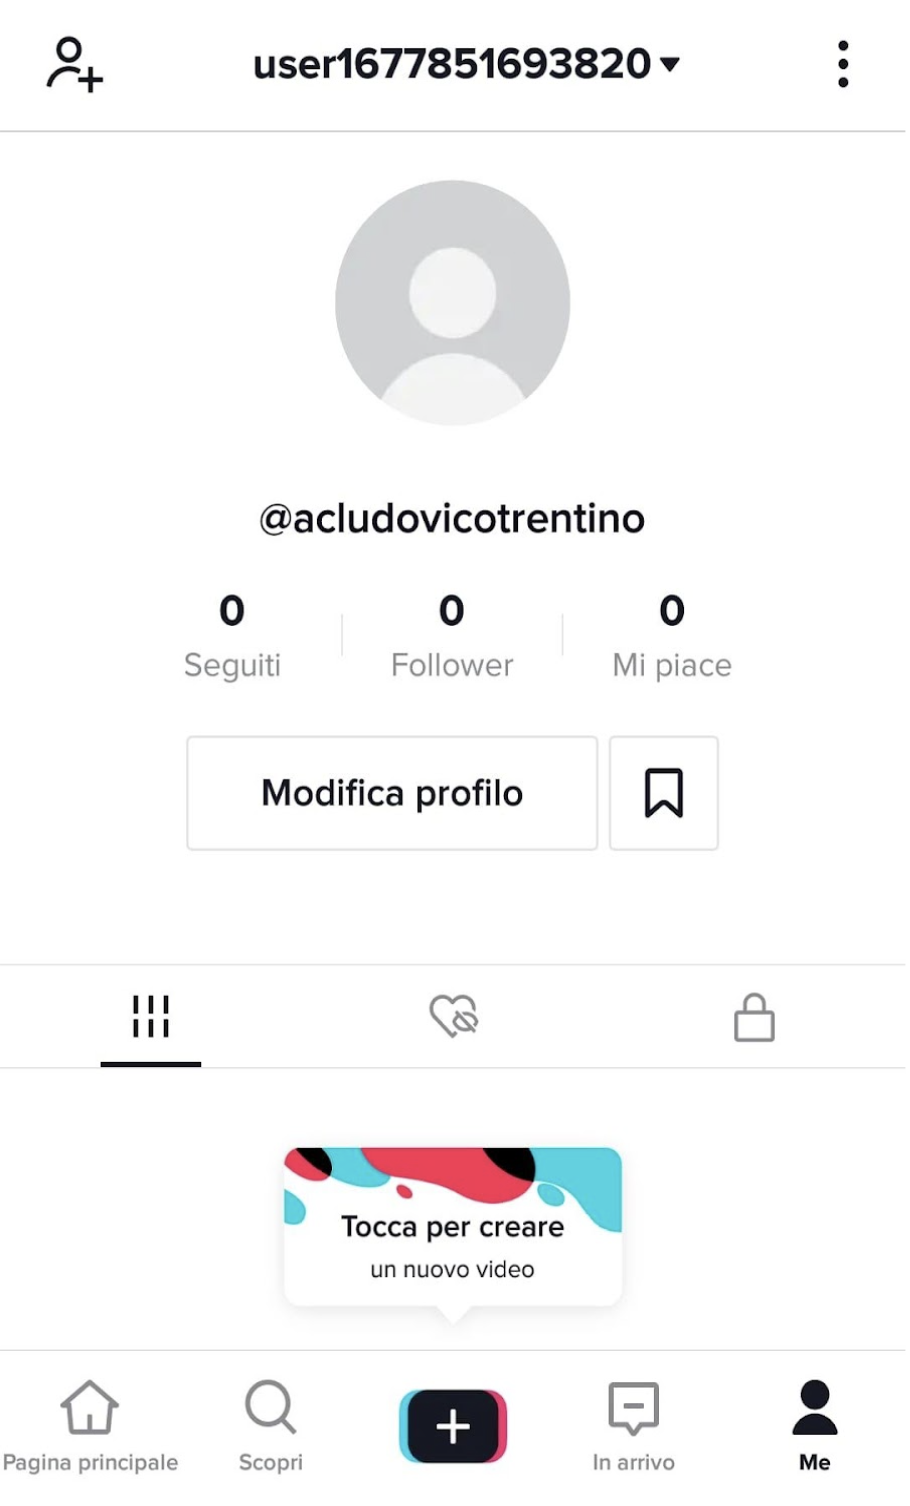 user1677851693820
@acludovicotrentino
0 0 0
Seguiti Follower Mi piace
Modifica profilo
Tocca per creare
un nuovo video
Pagina principale Scopri In arrivo Me